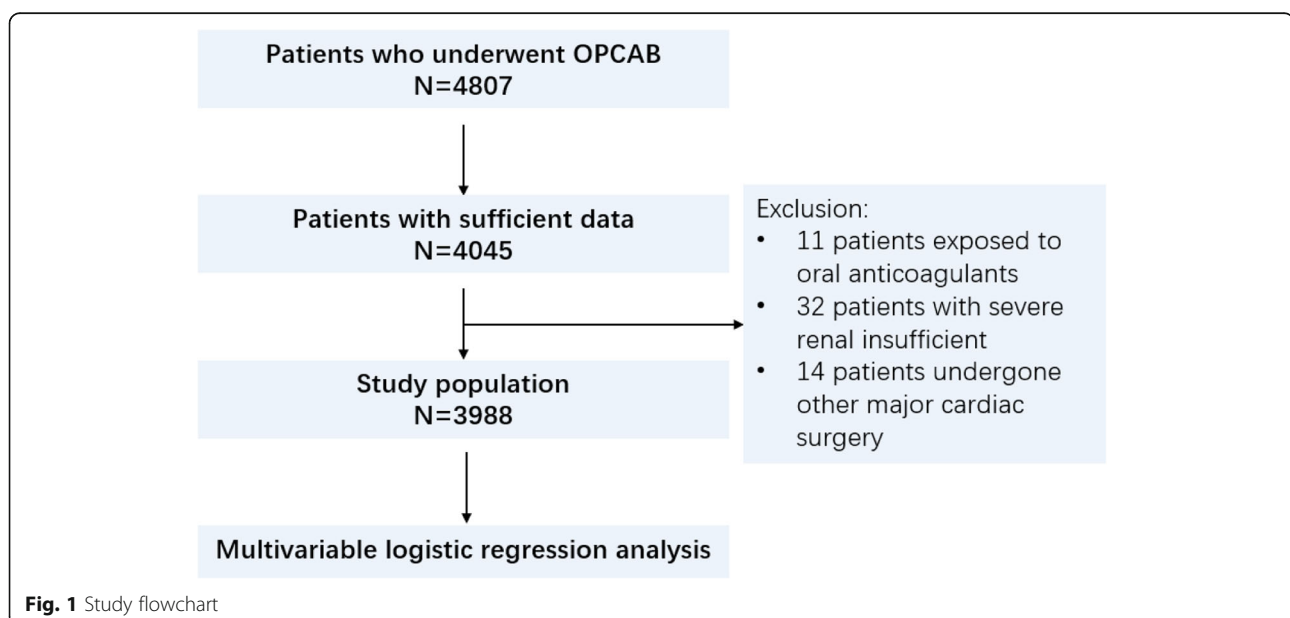 Patients who underwent OPCAB
N=4807
Patients with sufficient data
N=4045
Exclusion:
• 11 patients exposed to
oral anticoagulants
• 32 patients with severe
renal insufficient
• 14 patients undergone
other major cardiac
surgery
Study population
N=3988
Multivariable logistic regression analysis
Fig. 1 Study flowchart